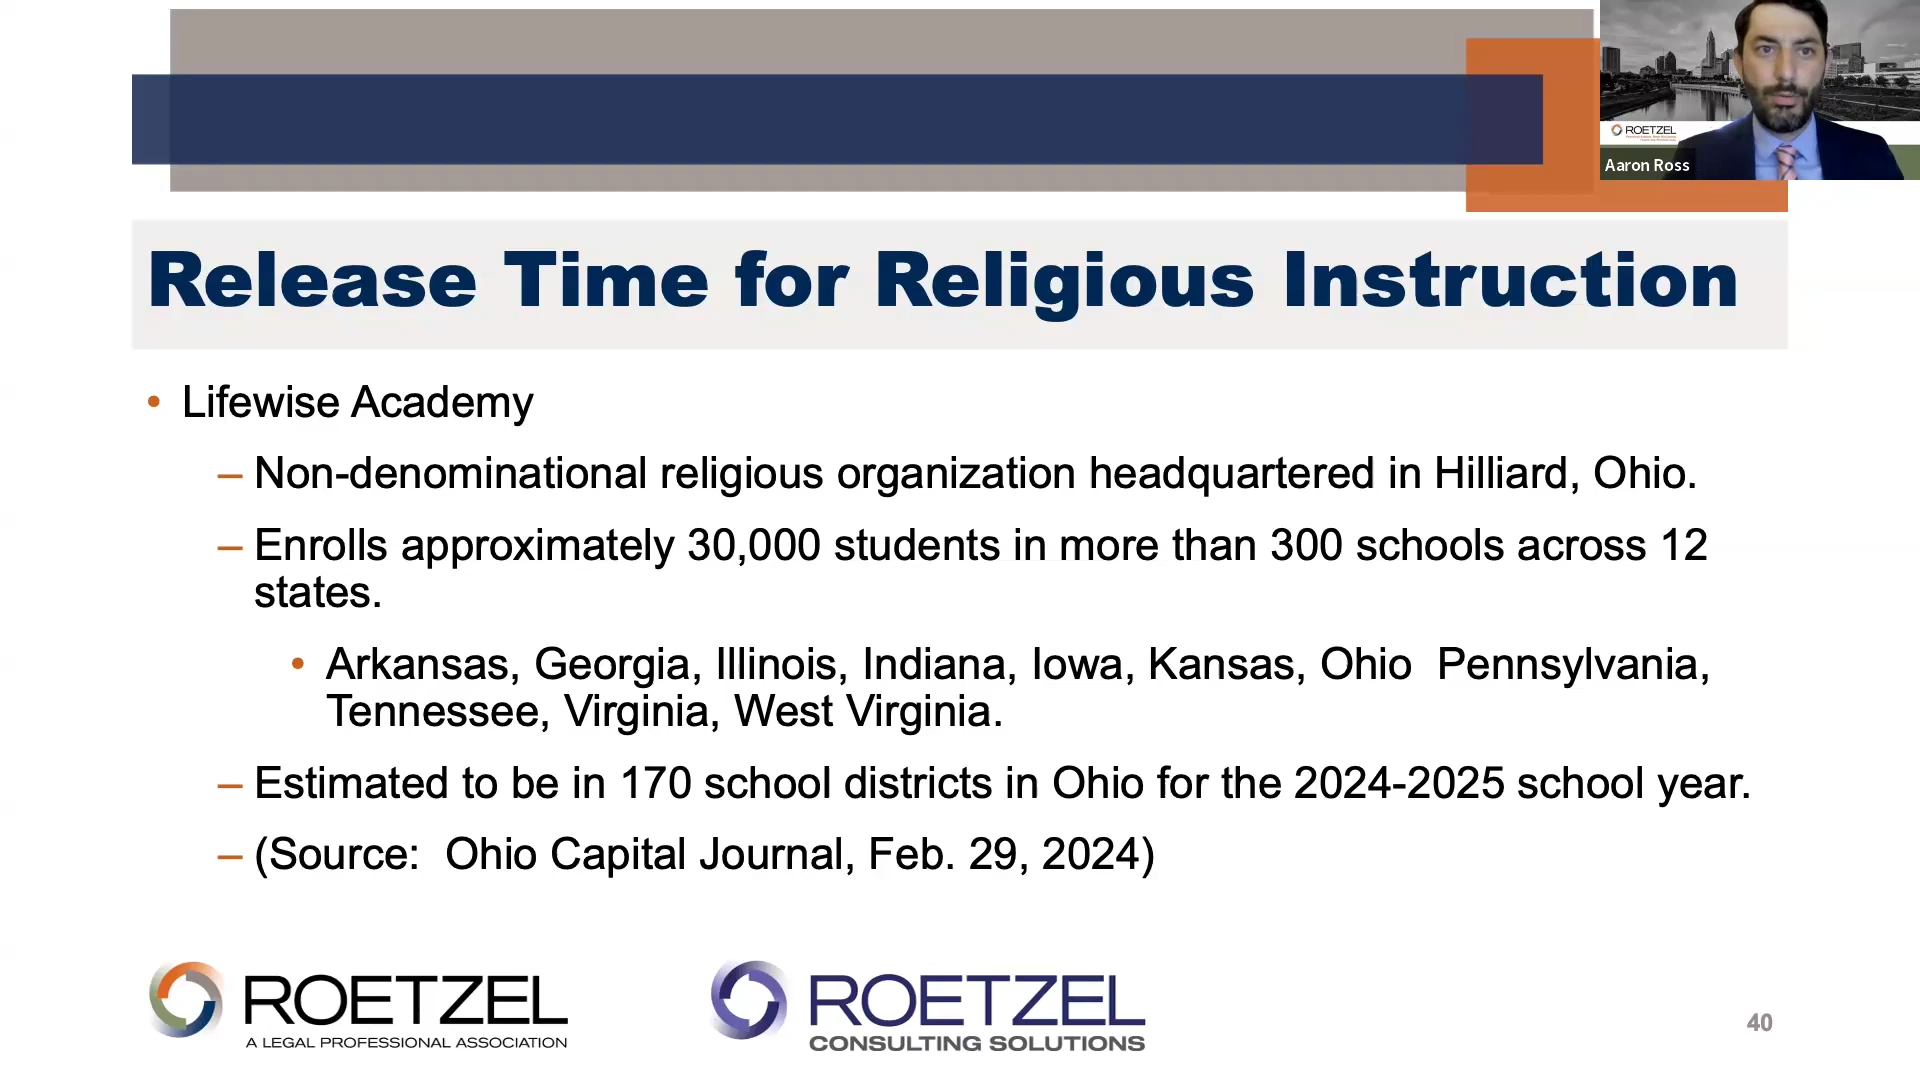 ROETZEL
Aaron Ross
Release Time for Religious Instruction
• Lifewise Academy
– Non-denominational religious organization headquartered in Hilliard, Ohio.
– Enrolls approximately 30,000 students in more than 300 schools across 12
states.
• Arkansas, Georgia, Illinois, Indiana, Iowa, Kansas, Ohio  Pennsylvania,
Tennessee, Virginia, West Virginia.
– Estimated to be in 170 school districts in Ohio for the 2024-2025 school year.
– (Source:  Ohio Capital Journal, Feb. 29, 2024)
ROETZEL
A LEGAL PROFESSIONAL ASSOCIATION
ROETZEL
CONSULTING SOLUTIONS
40